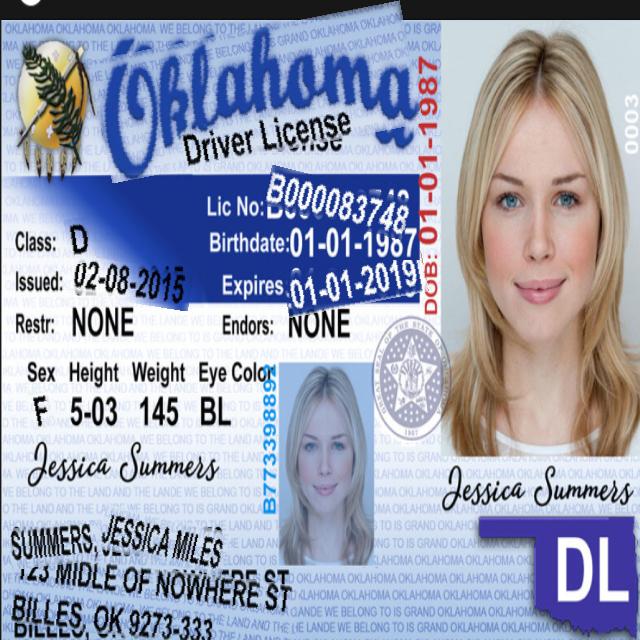 Oklahoma
Driver License
Lic No: B000083748
Class: D
Birthdate: 01-01-1987
Issued: 02-08-2015
Expires 01-01-2019
Restr: NONE
Endors: NONE
Sex Height Weight Eye Color
F 5-03 145 BL
Jessica Summers
SUMMERS, JESSICA MILES
123 MIDLE OF NOWHERE ST
BILLES, OK 9273-333
DOB: 01-01-1987
0003
Jessica Summers
DL